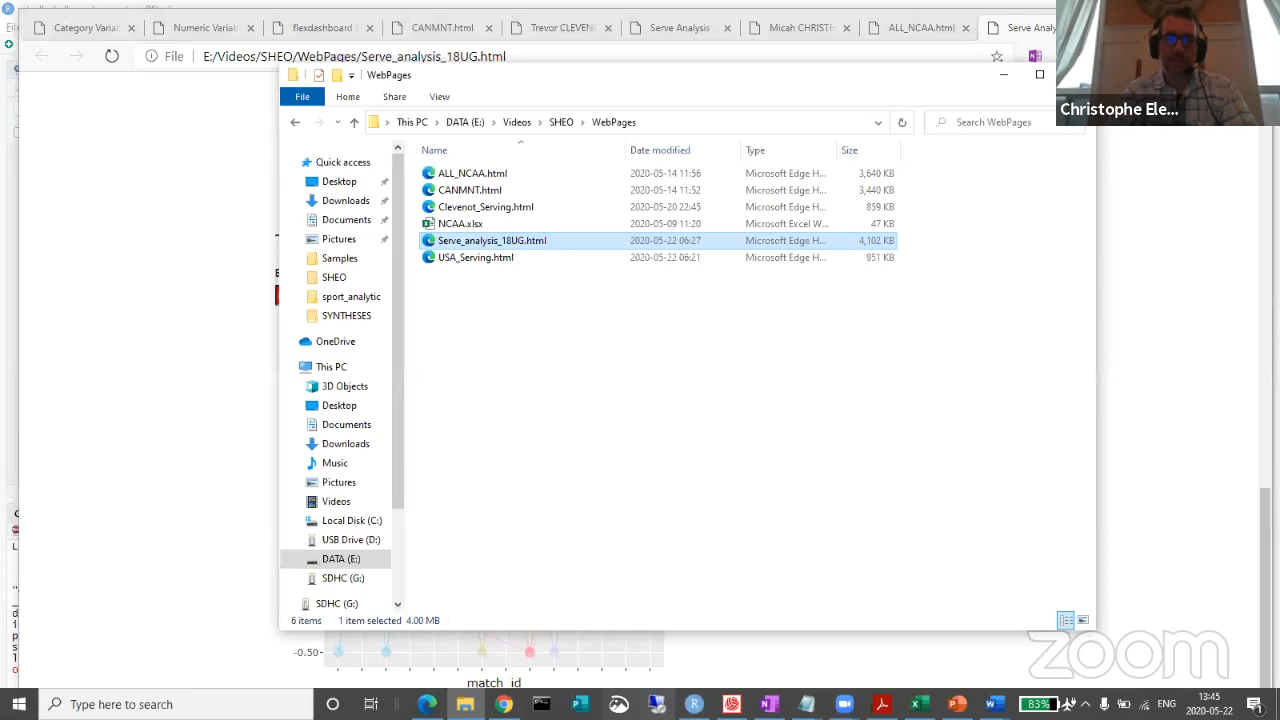 Category Variab
Numeric Variab
flexdashboard
CANMNT.html
Trevor CLEVEN
Serve Analysis
Micah CHRISTE
ALL_NCAA.html
Serve Ana
File E:/Videos/SHEO/WebPages/Serve_analysis_18UG.html
WebPages
File Home Share View
This PC > DATA (E:) > Videos > SHEO > WebPages
Search WebPages
Name Date modified Type Size
Quick access
Desktop
Downloads
Documents
Pictures
Samples
SHEO
sport_analytic
SYNTHESES
OneDrive
This PC
3D Objects
Desktop
Documents
Downloads
Music
Pictures
Videos
Local Disk (C:)
USB Drive (D:)
DATA (E:)
SDHC (G:)
SDHC (G:)
ALL_NCAA.html 2020-05-14 11:56 Microsoft Edge H... 3,640 KB
CANMNT.html 2020-05-14 11:52 Microsoft Edge H... 3,440 KB
Clevenot_Serving.html 2020-05-20 22:45 Microsoft Edge H... 859 KB
NCAA.xlsx 2020-05-09 11:20 Microsoft Excel W... 47 KB
Serve_analysis_18UG.html 2020-05-22 06:27 Microsoft Edge H... 4,102 KB
USA_Serving.html 2020-05-22 06:21 Microsoft Edge H... 851 KB
6 items 1 item selected 4.00 MB
Christophe Ele...
-0.50
match_id
zoom
Type here to search
83%
ENG
13:45
2020-05-22